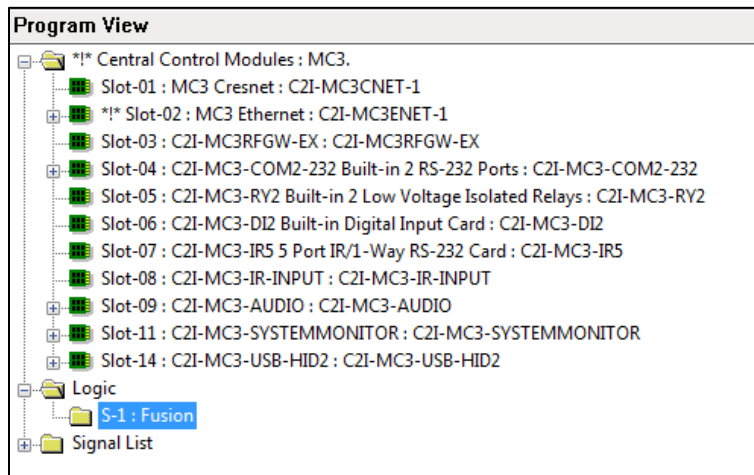 Program View
*!* Central Control Modules : MC3.
Slot-01 : MC3 Cresnet : C2I-MC3CNET-1
*!* Slot-02 : MC3 Ethernet : C2I-MC3ENET-1
Slot-03 : C2I-MC3RFGW-EX : C2I-MC3RFGW-EX
Slot-04 : C2I-MC3-COM2-232 Built-in 2 RS-232 Ports : C2I-MC3-COM2-232
Slot-05 : C2I-MC3-RY2 Built-in 2 Low Voltage Isolated Relays : C2I-MC3-RY2
Slot-06 : C2I-MC3-DI2 Built-in Digital Input Card : C2I-MC3-DI2
Slot-07 : C2I-MC3-IR5 5 Port IR/1-Way RS-232 Card : C2I-MC3-IR5
Slot-08 : C2I-MC3-IR-INPUT : C2I-MC3-IR-INPUT
Slot-09 : C2I-MC3-AUDIO : C2I-MC3-AUDIO
Slot-11 : C2I-MC3-SYSTEMMONITOR : C2I-MC3-SYSTEMMONITOR
Slot-14 : C2I-MC3-USB-HID2 : C2I-MC3-USB-HID2
Logic
S-1 : Fusion
Signal List